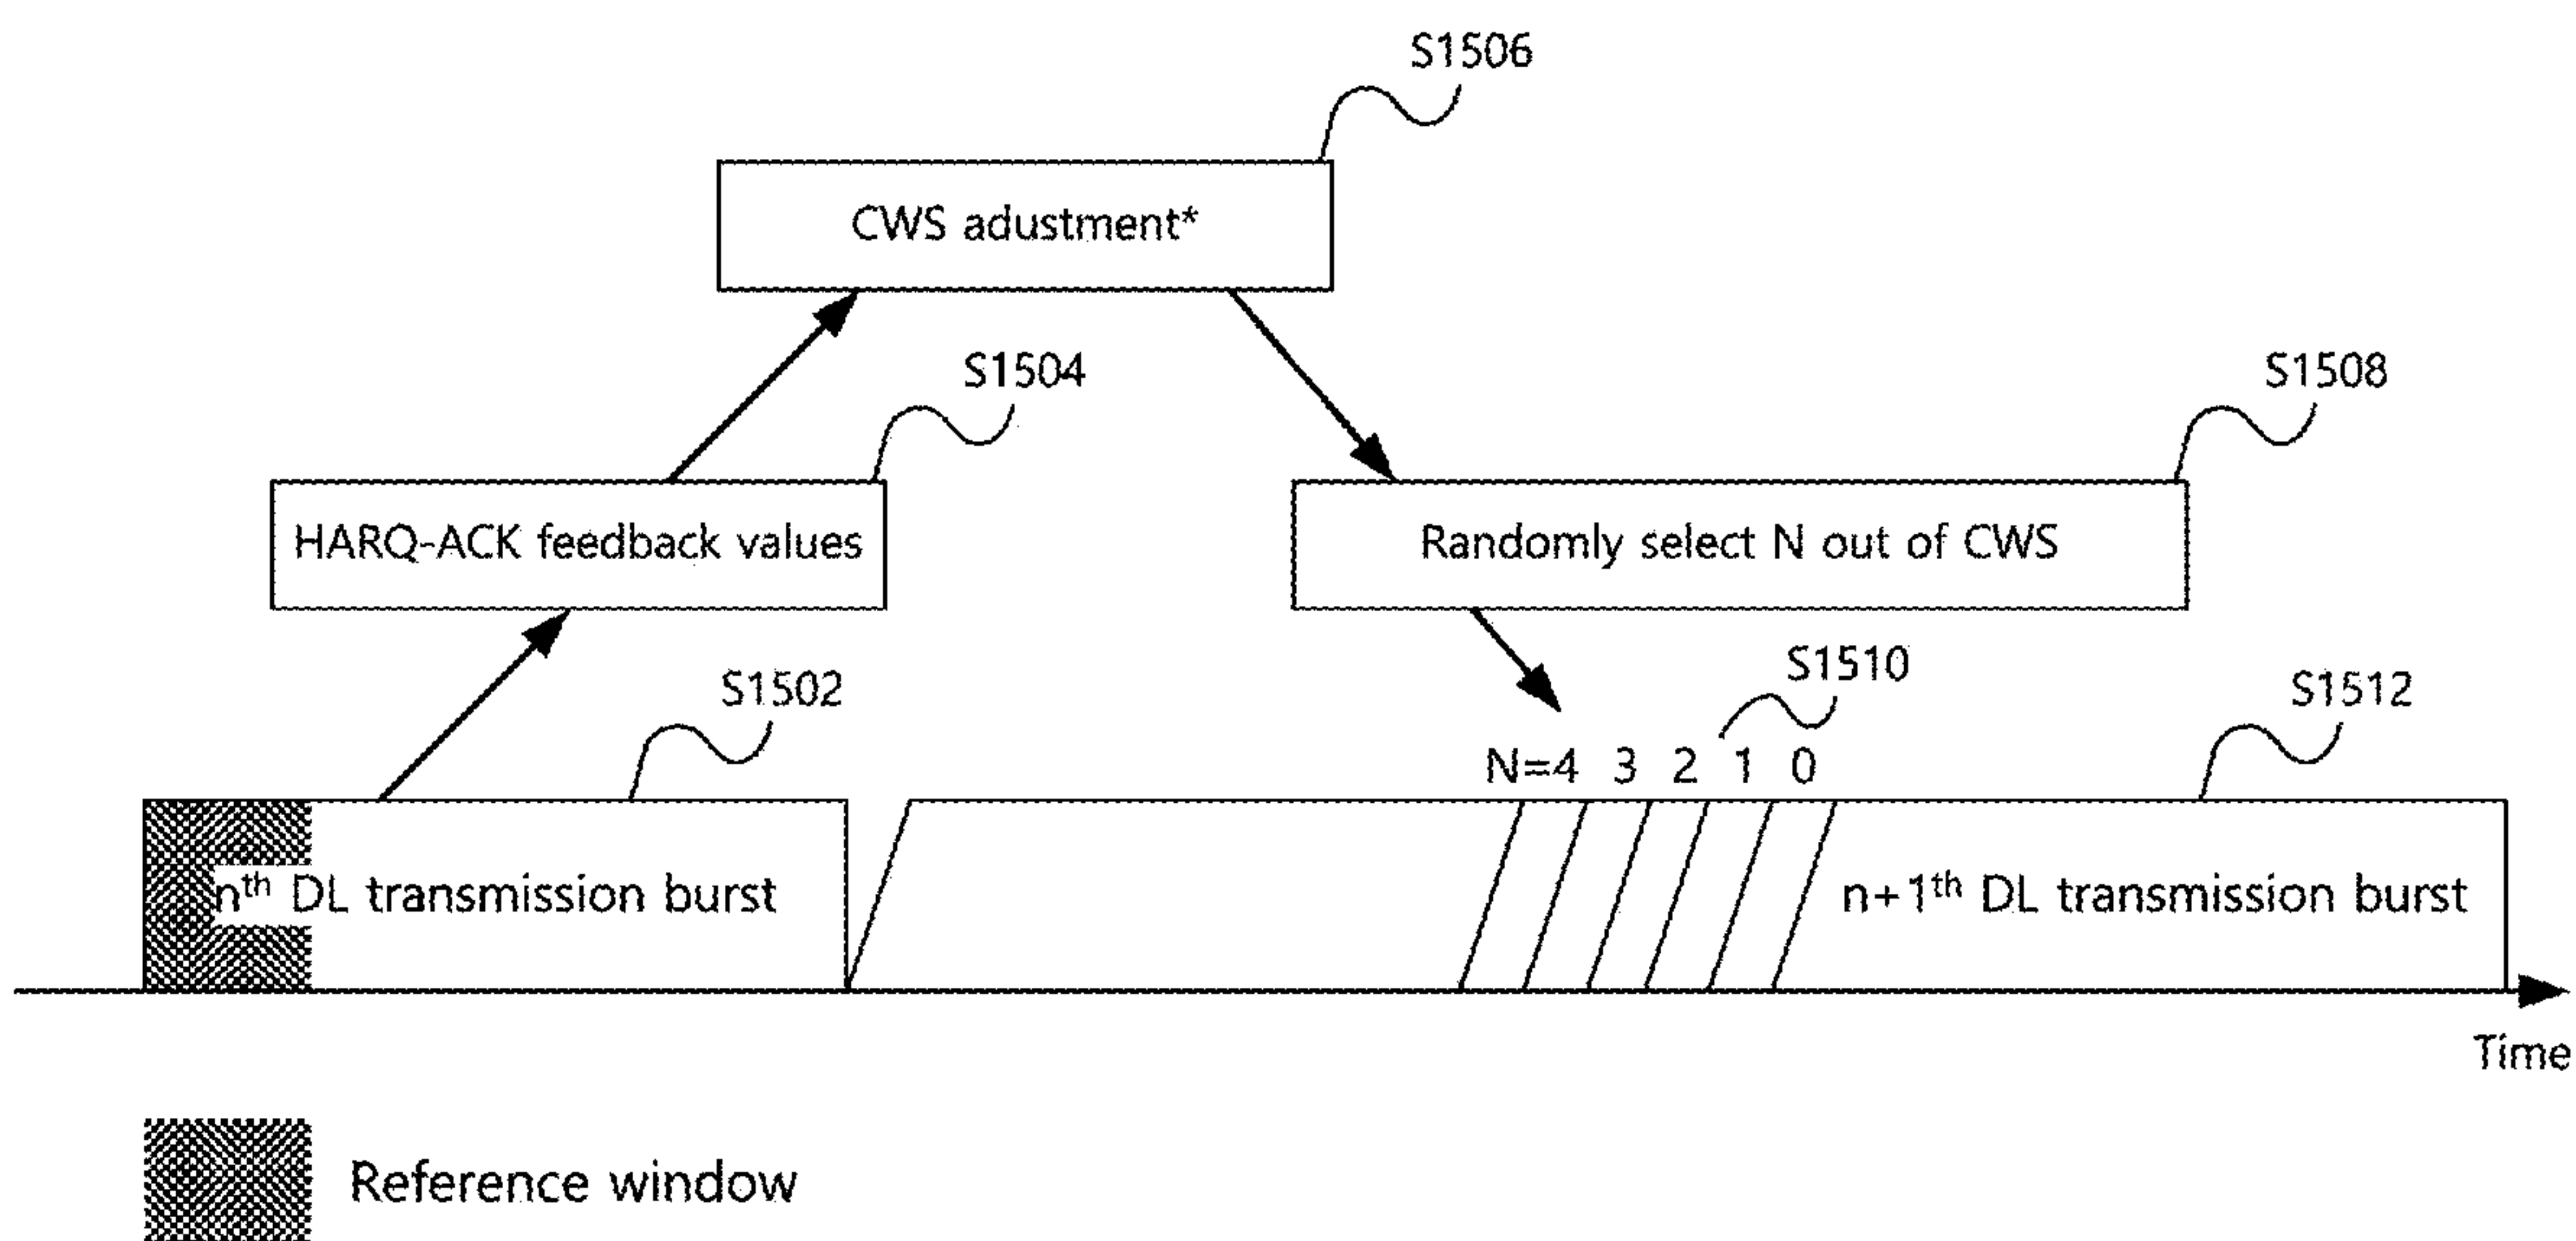 S1506
CWS adustment*
S1504
S1508
HARQ-ACK feedback values
Randomly select N out of CWS
S1510
S1502
S1512
N=4 3 2 1 0
nth DL transmission burst
n+1th DL transmission burst
Time
Reference window